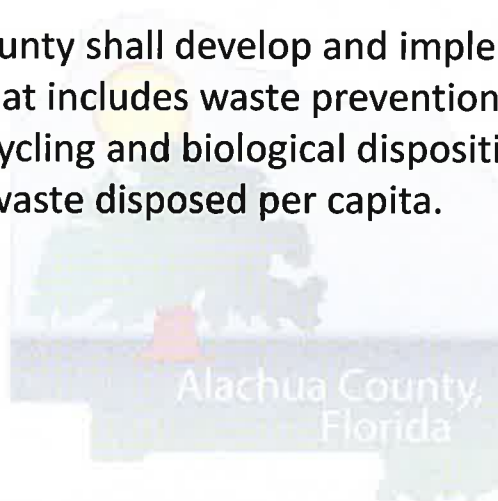 unty shall develop and imple
at includes waste prevention
ycling and biological dispositi
waste disposed per capita.
Alachua County,
Florida